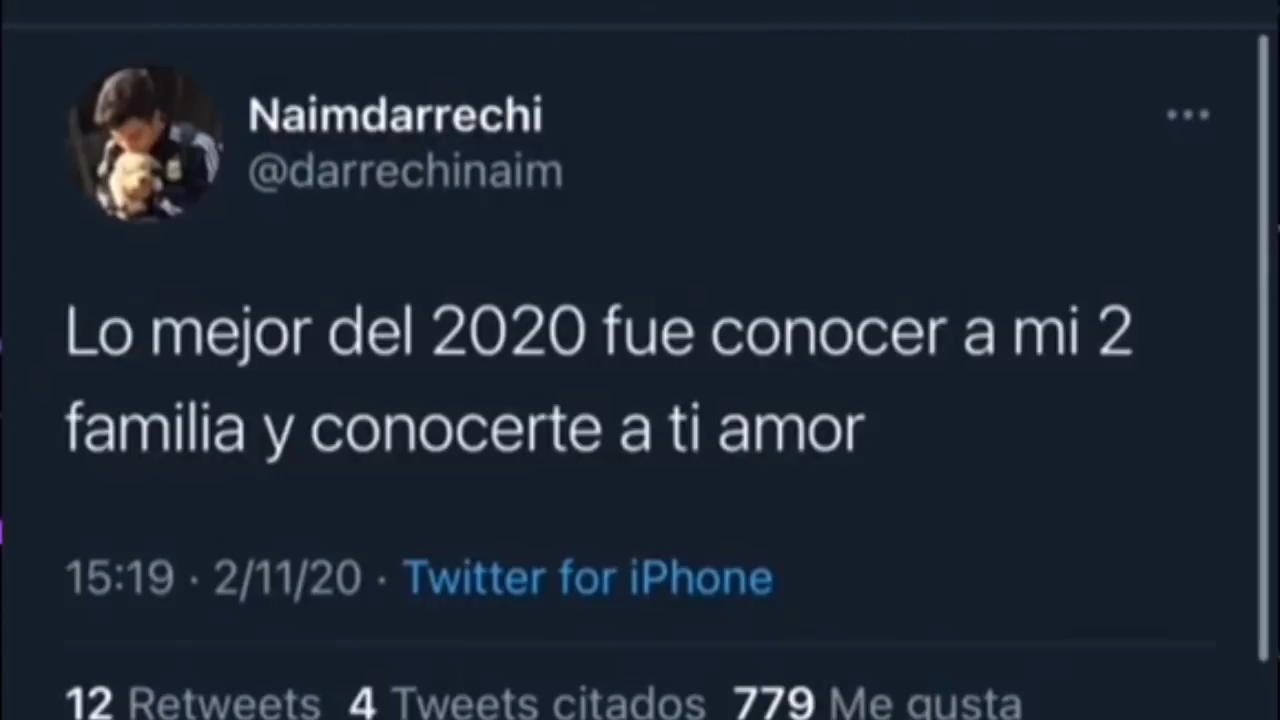 Naimdarrechi
@darrechinaim
Lo mejor del 2020 fue conocer a mi 2
familia y conocerte a ti amor
15:19 · 2/11/20 · Twitter for iPhone
12 Retweets 4 Tweets citados 779 Me gusta